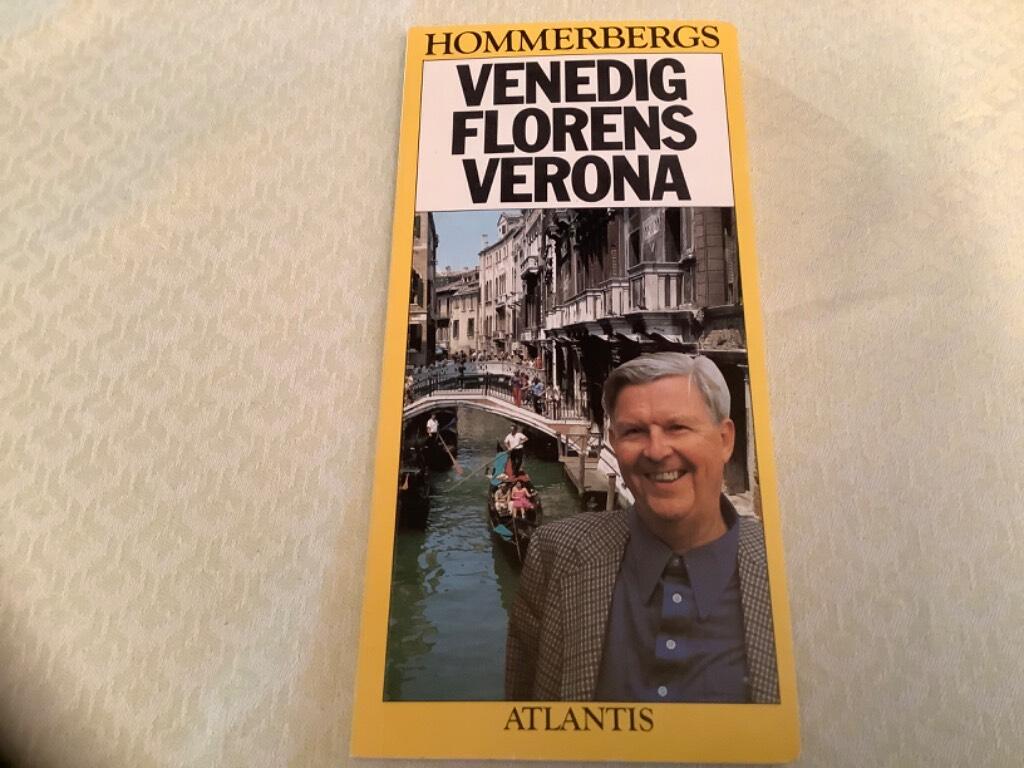 HOMMERBERGS
VENEDIG
FLORENS
VERONA
ATLANTIS